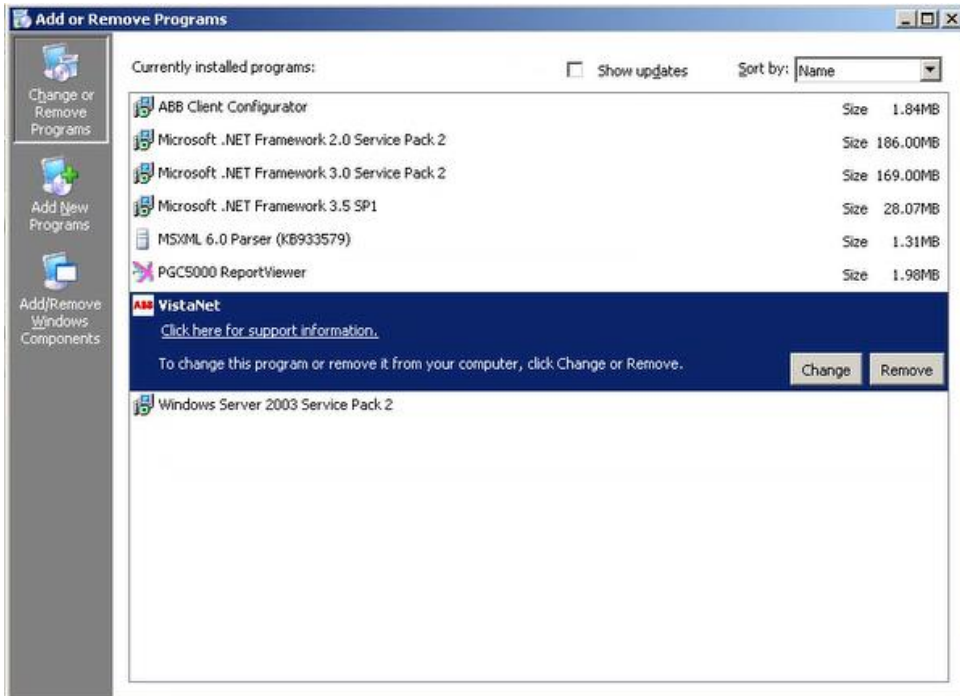 Add or Remove Programs
Change or
Remove
Programs
Add New
Programs
Add/Remove
Windows
Components
Currently installed programs:
Show updates
Sort by: Name
ABB Client Configurator Size 1.84MB
Microsoft .NET Framework 2.0 Service Pack 2 Size 186.00MB
Microsoft .NET Framework 3.0 Service Pack 2 Size 169.00MB
Microsoft .NET Framework 3.5 SP1 Size 28.07MB
MSXML 6.0 Parser (KB933579) Size 1.31MB
PGC5000 ReportViewer Size 1.98MB
ABB VistaNet
Click here for support information.
To change this program or remove it from your computer, click Change or Remove.
Change Remove
Windows Server 2003 Service Pack 2